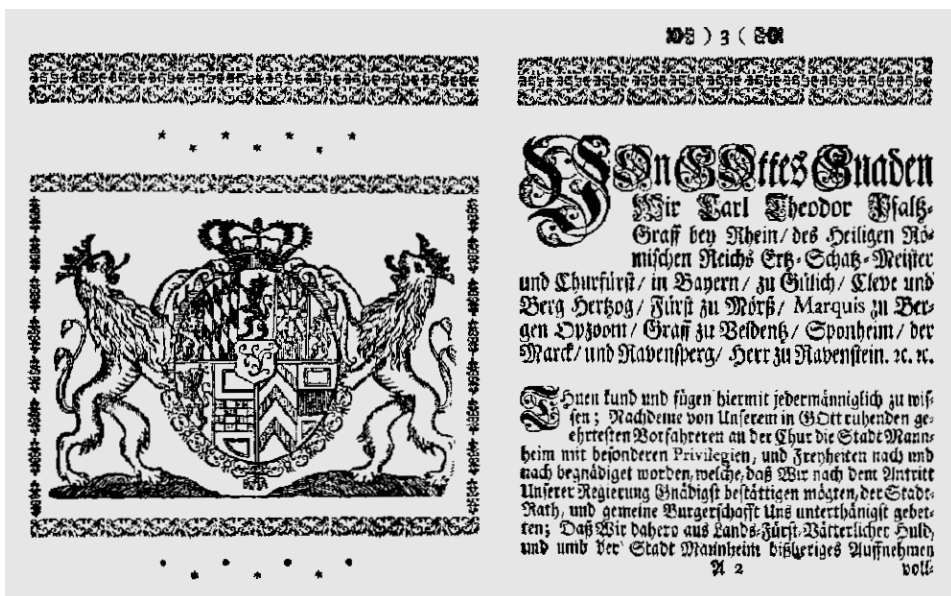 ) 3 (
VOn GOttes Gnaden
Wir Carl Theodor Pfaltz-
Graff bey Rhein/ des Heiligen Rö-
mischen Reichs Ertz-Schatz-Meister
und Churfürst/ in Bayern/ zu Gülich/ Cleve und
Berg Hertzog/ Fürst zu Mörß/ Marquis zu Ber-
gen Opzoom/ Graff zu Veldentz/ Sponheim/ der
Marck/ und Ravensperg/ Herr zu Ravenstein. ꝛc. ꝛc.
THuen kund und fügen hiermit jedermänniglich zu wis-
sen; Nachdeme von Unserem in GOtt ruhenden ge-
ehrtesten Vorfahreren an der Chur die Stadt Mann-
heim mit besonderen Privilegien, und Freyheiten nach und
nach begnädiget worden, welche, daß Wir nach dem Antritt
Unserer Regierung Gnädigst bestättigen mögten, der Stadt-
Rath, und gemeine Burgerschafft Uns unterthänigst gebet-
ten; Daß Wir dahero aus Lands-Fürst-Vätterlicher Huld,
und umb der Stadt Mannheim bißheriges Auffnehmen
A 2 voll-